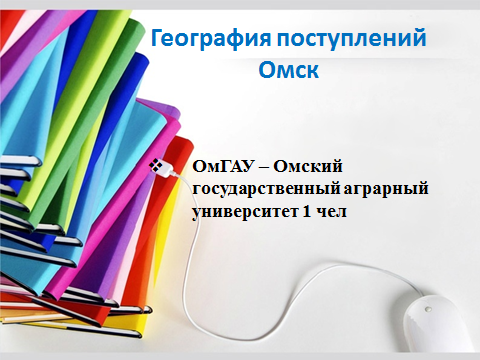 География поступлений
Омск
ОмГАУ – Омский
государственный аграрный
университет 1 чел